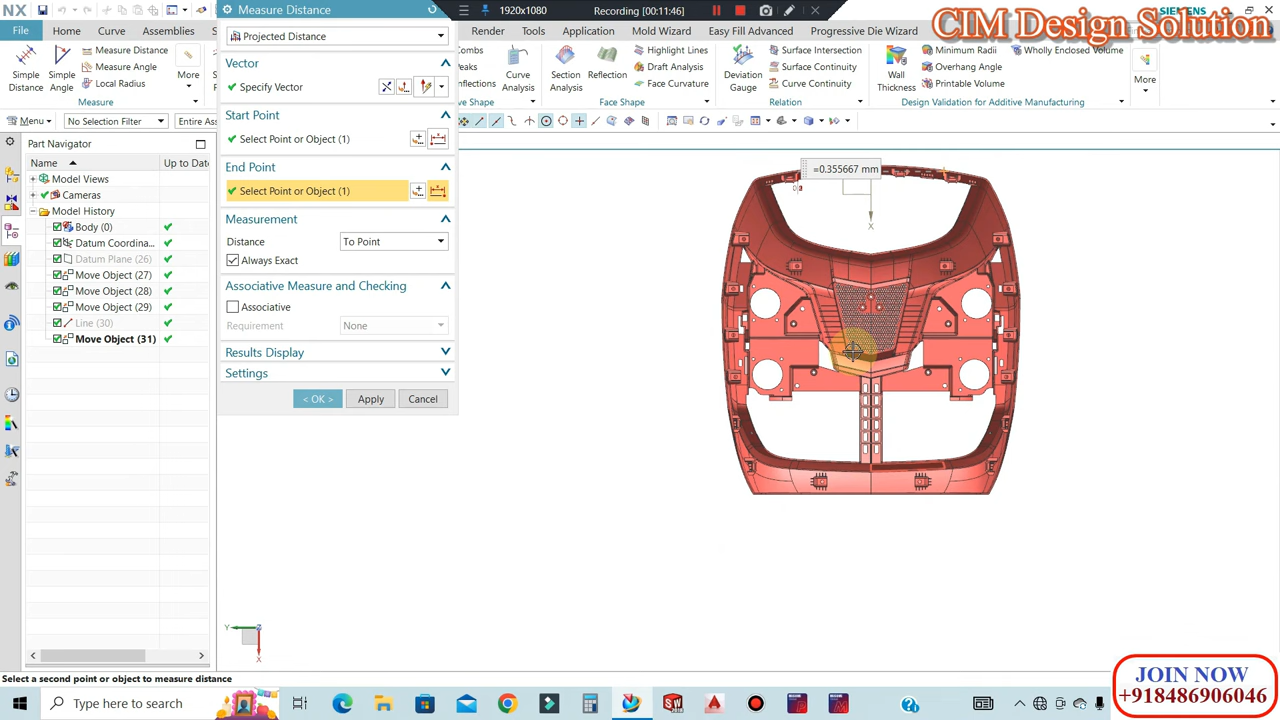 NX
Measure Distance
1920x1080
Recording [00:11:46]
SIEMENS
CIM Design Solution
File
Home
Curve
Assemblies
Render
Tools
Application
Mold Wizard
Easy Fill Advanced
Progressive Die Wizard
Simple Distance
Simple Angle
Measure Distance
Measure Angle
Local Radius
More
Measure
Combs
Peaks
Inflections
Curve Analysis
Section Analysis
Reflection
Highlight Lines
Draft Analysis
Face Curvature
Face Shape
Deviation Gauge
Surface Intersection
Surface Continuity
Curve Continuity
Relation
Wall Thickness
Minimum Radii
Overhang Angle
Printable Volume
Wholly Enclosed Volume
Design Validation for Additive Manufacturing
More
Menu
No Selection Filter
Entire Asse
Part Navigator
Name
Up to Date
Model Views
Cameras
Model History
Body (0)
Datum Coordina...
Datum Plane (26)
Move Object (27)
Move Object (28)
Move Object (29)
Line (30)
Move Object (31)
Projected Distance
Vector
Specify Vector
Start Point
Select Point or Object (1)
End Point
Select Point or Object (1)
Measurement
Distance
To Point
Always Exact
Associative Measure and Checking
Associative
Requirement
None
Results Display
Settings
< OK >
Apply
Cancel
=0.355667 mm
X
Y
Z
X
Select a second point or object to measure distance
Type here to search
JOIN NOW
+918486906046